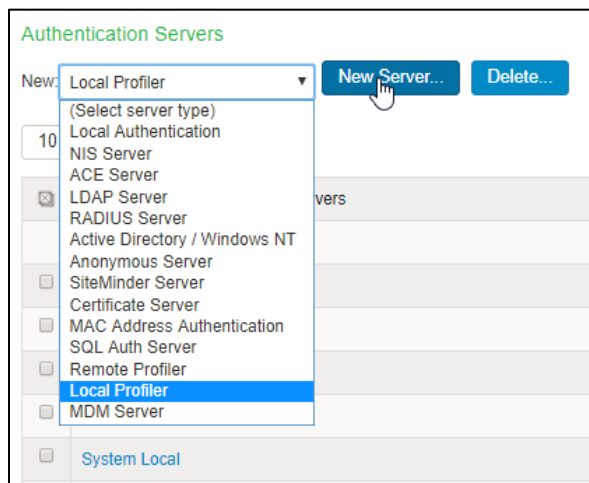 Authentication Servers
New: Local Profiler New Server... Delete...
(Select server type)
10 Local Authentication
NIS Server
ACE Server
LDAP Server vers
RADIUS Server
Active Directory / Windows NT
Anonymous Server
SiteMinder Server
Certificate Server
MAC Address Authentication
SQL Auth Server
Remote Profiler
Local Profiler
MDM Server
System Local